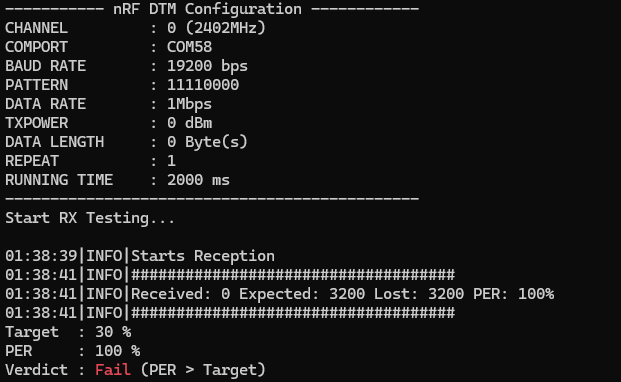 ----------- nRF DTM Configuration ------------
CHANNEL         : 0 (2402MHz)
COMPORT         : COM58
BAUD RATE       : 19200 bps
PATTERN         : 11110000
DATA RATE       : 1Mbps
TXPOWER         : 0 dBm
DATA LENGTH     : 0 Byte(s)
REPEAT          : 1
RUNNING TIME    : 2000 ms
----------------------------------------------
Start RX Testing...
01:38:39|INFO|Starts Reception
01:38:41|INFO|####################################
01:38:41|INFO|Received: 0 Expected: 3200 Lost: 3200 PER: 100%
01:38:41|INFO|####################################
Target  : 30 %
PER     : 100 %
Verdict : Fail (PER > Target)